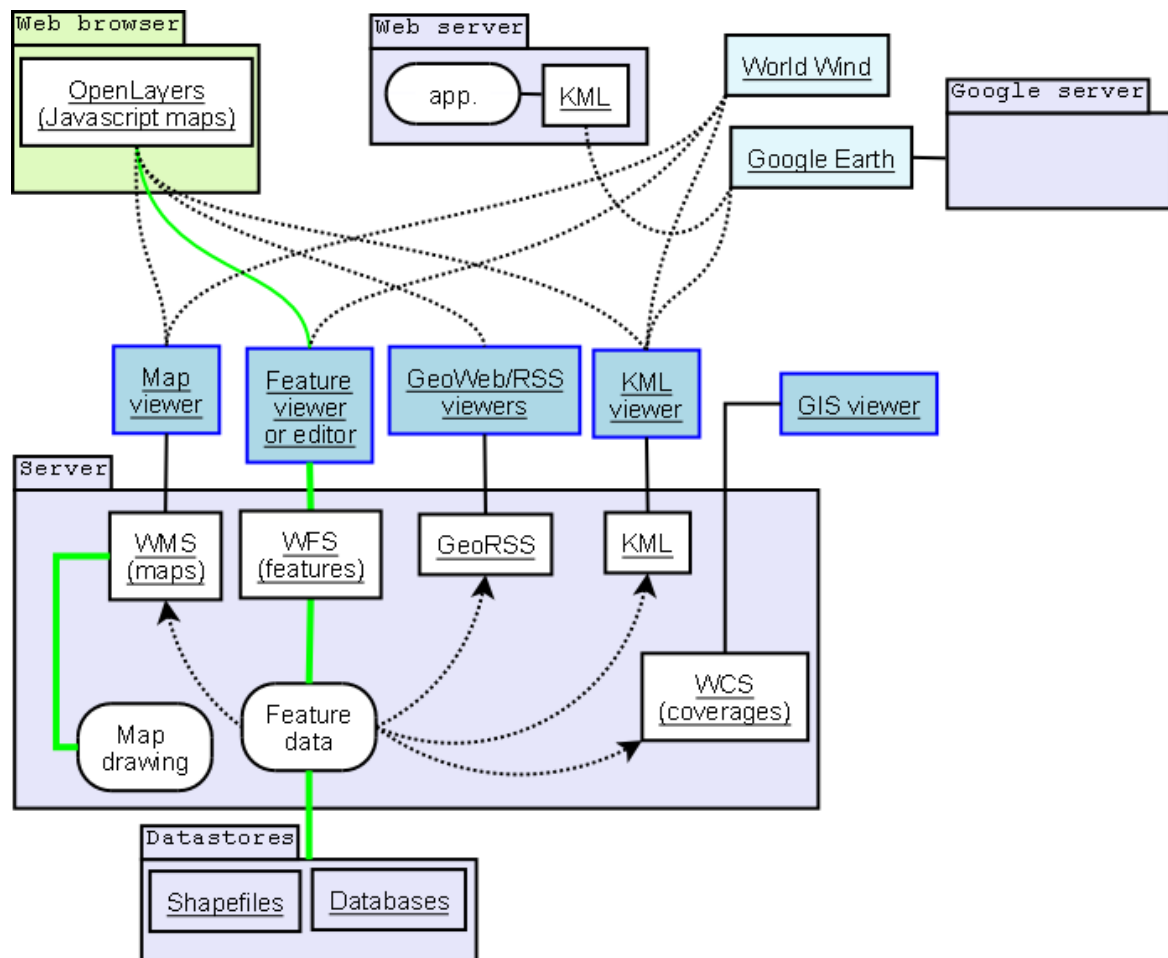 Web browser
OpenLayers
(Javascript maps)
Web server
app.
KML
World Wind
Google server
Google Earth
Map
viewer
Feature
viewer
or editor
GeoWeb/RSS
viewers
KML
viewer
GIS viewer
Server
WMS
(maps)
WFS
(features)
GeoRSS
KML
WCS
(coverages)
Map
drawing
Feature
data
Datastores
Shapefiles
Databases